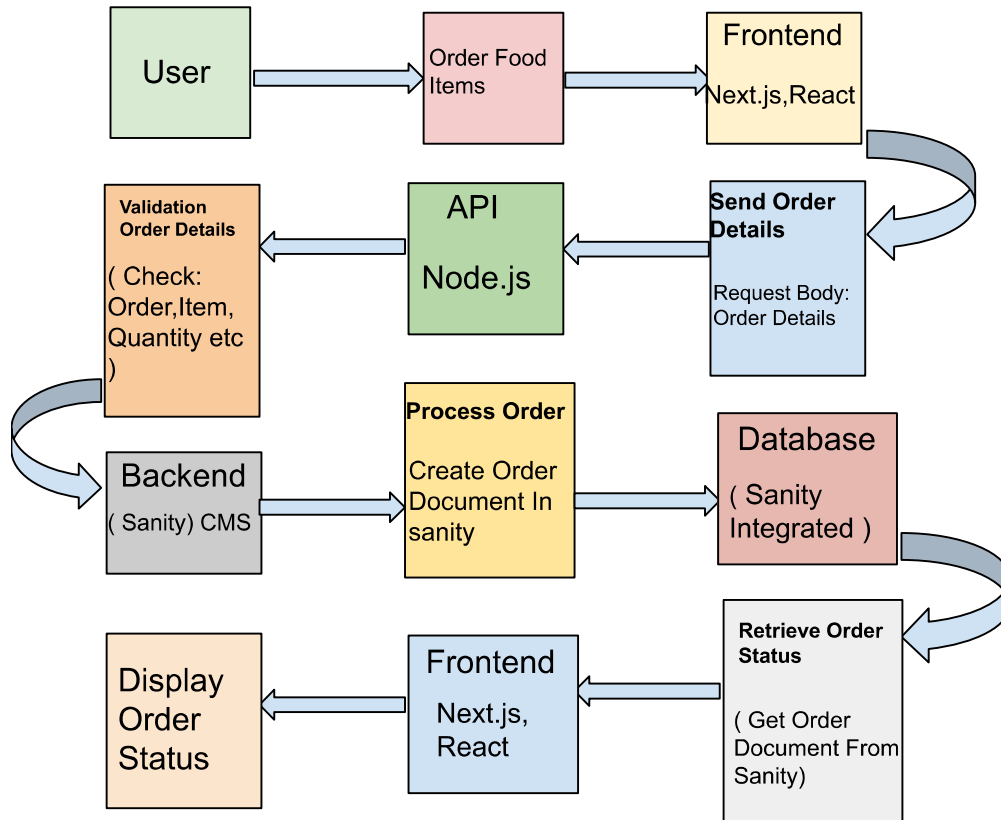 User
Order Food
Items
Frontend
Next.js,React
Send Order
Details
Request Body:
Order Details
API
Node.js
Validation
Order Details
( Check:
Order,Item,
Quantity etc
)
Backend
( Sanity) CMS
Process Order
Create Order
Document In
sanity
Database
( Sanity
Integrated )
Retrieve Order
Status
( Get Order
Document From
Sanity)
Frontend
Next.js,
React
Display
Order
Status